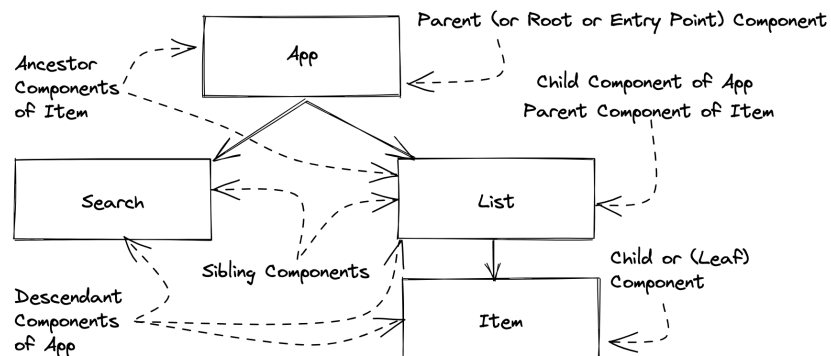 Parent (or Root or Entry Point) Component
App
Ancestor
Components
of Item
Child Component of App
Parent Component of Item
Search
List
Sibling Components
Child or (Leaf)
Component
Descendant
Components
of App
Item